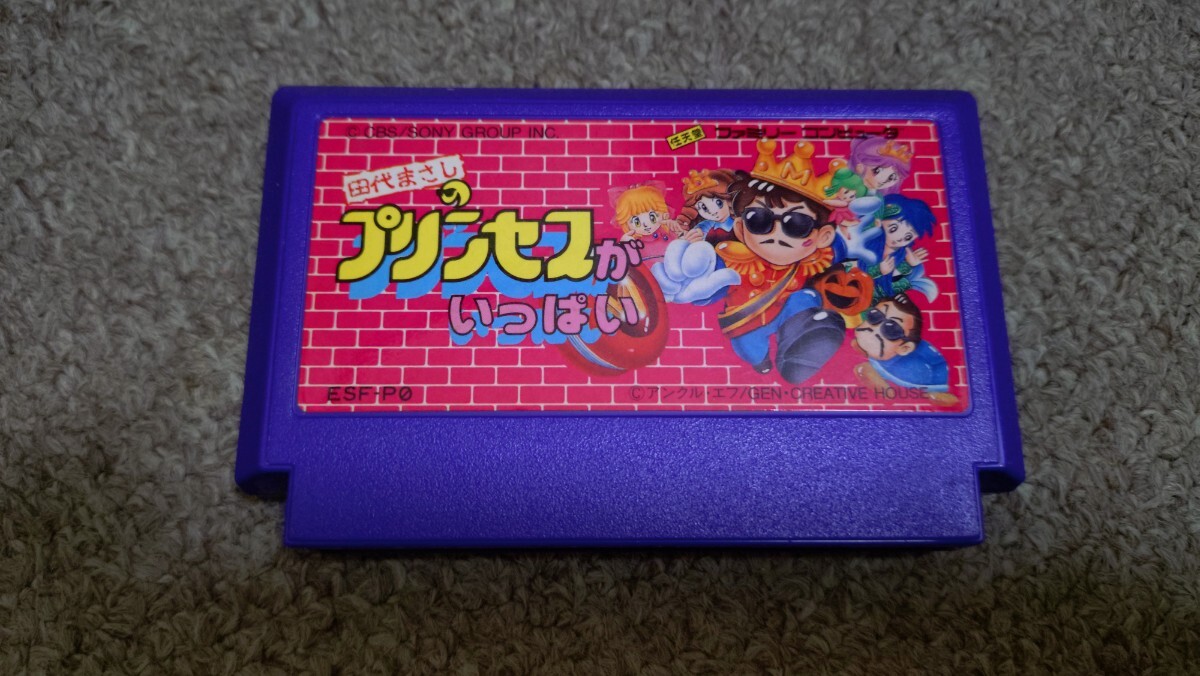 © CBS/SONY GROUP INC.
任天堂 ファミリー コンピュータ
田代まさし
の
プリンセスが
いっぱい
M
ESF-P0
© アンクル・エフ/GEN・CREATIVE HOUSE